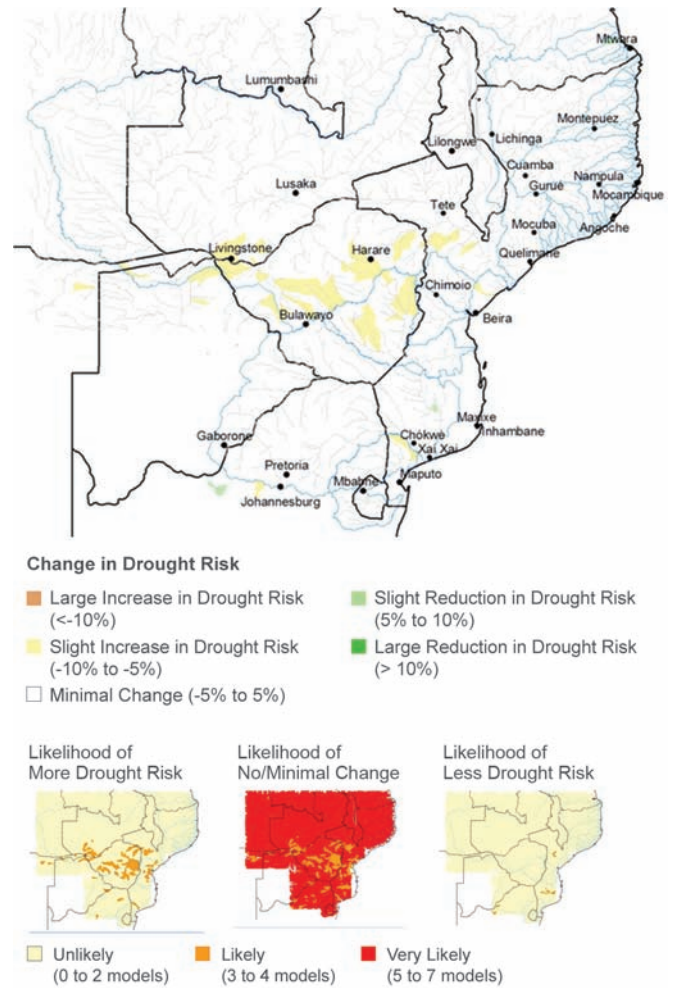 Mtwara
Lumumbashi
Montepuez
Lichinga
Lilongwe
Cuamba
Nampula
Lusaka
Gurué
Mocambique
Tete
Mocuba
Angoche
Livingstone
Harare
Quelimane
Chimoio
Bulawayo
Beira
Maxixe
Inhambane
Gaborone
Chókwè
Xai Xai
Pretoria
Mbabne
Maputo
Johannesburg
Change in Drought Risk
Large Increase in Drought Risk
(<-10%)
Slight Increase in Drought Risk
(-10% to -5%)
Minimal Change (-5% to 5%)
Slight Reduction in Drought Risk
(5% to 10%)
Large Reduction in Drought Risk
(> 10%)
Likelihood of
More Drought Risk
Likelihood of
No/Minimal Change
Likelihood of
Less Drought Risk
Unlikely
(0 to 2 models)
Likely
(3 to 4 models)
Very Likely
(5 to 7 models)